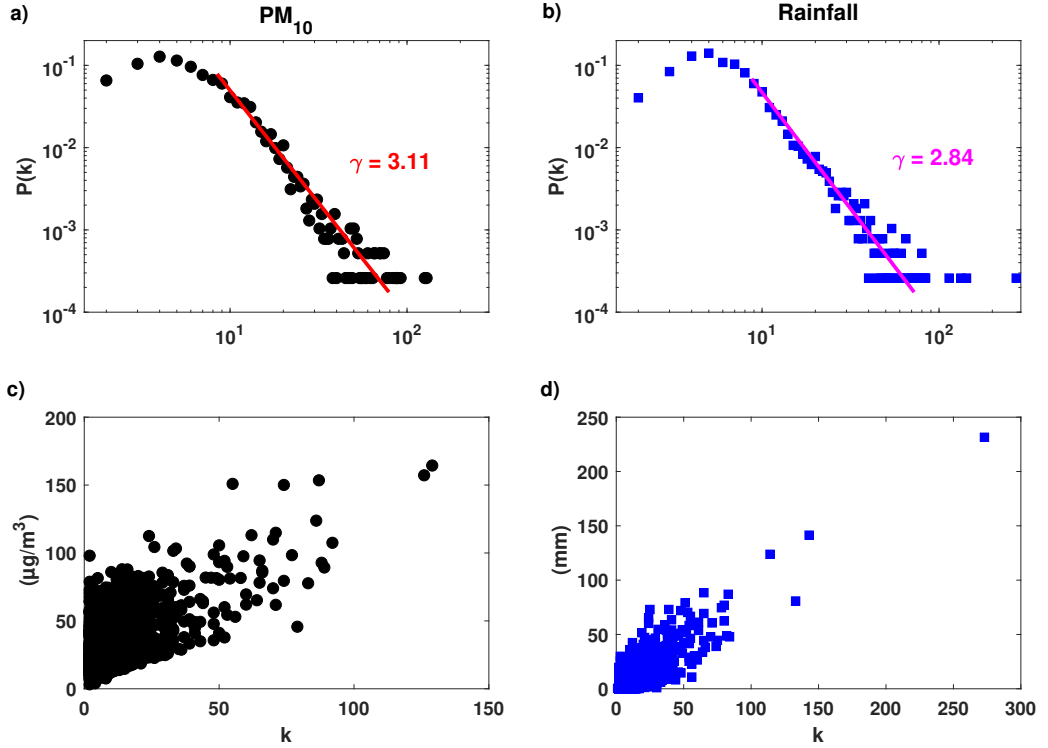 a)
PM10
10^-1
10^-2
10^-3
10^-4
P(k)
γ = 3.11
10^1
10^2
b)
Rainfall
10^-1
10^-2
10^-3
10^-4
P(k)
γ = 2.84
10^1
10^2
c)
200
150
100
50
0
(μg/m³)
0 50 100 150
k
d)
250
200
150
100
50
0
(mm)
0 50 100 150 200 250 300
k